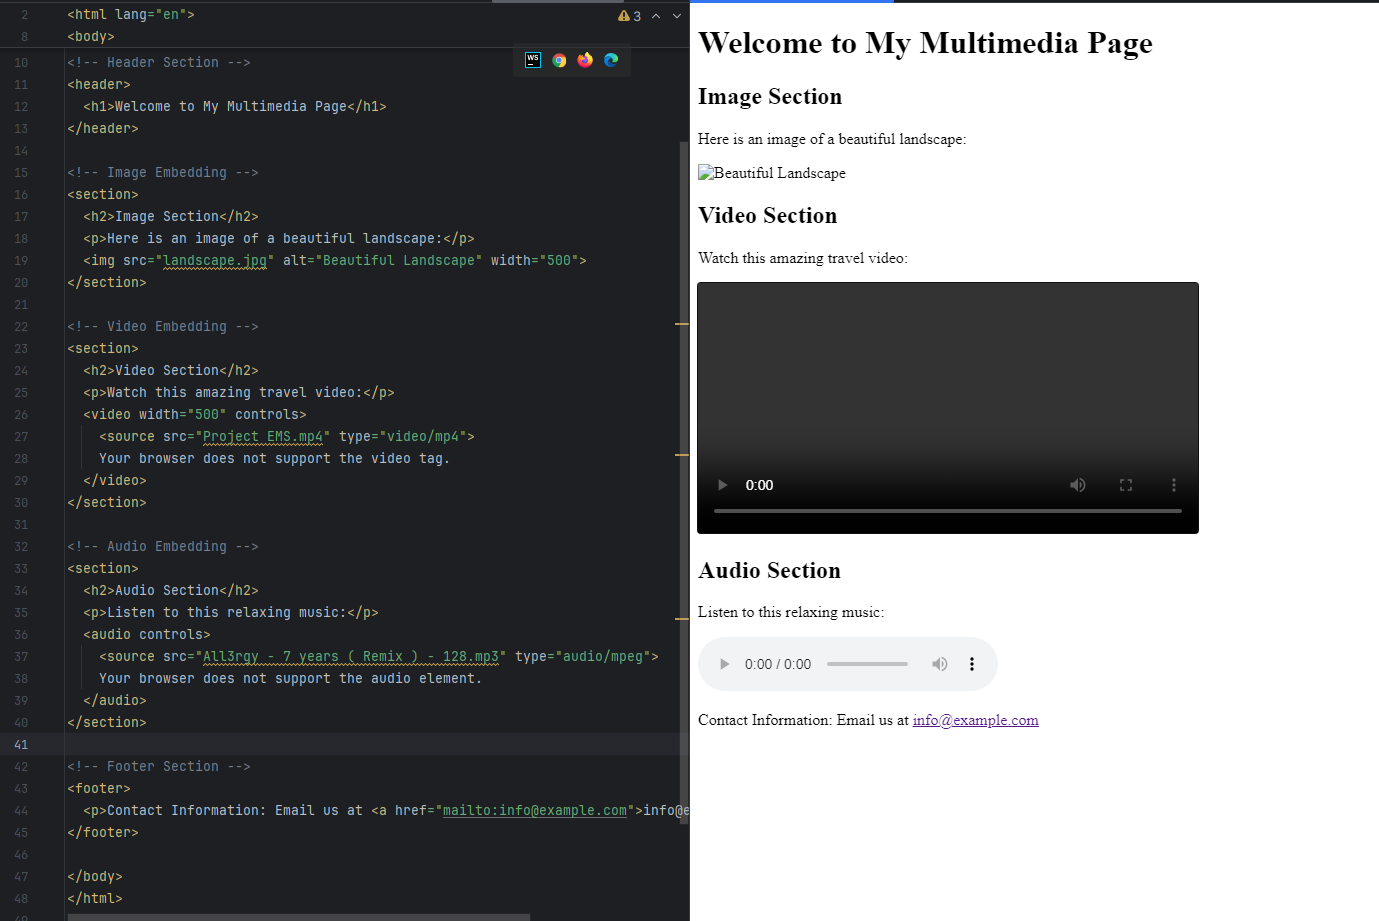 2 <html lang="en">
8 <body>
3
WS
10 <!-- Header Section -->
11 <header>
12 <h1>Welcome to My Multimedia Page</h1>
13 </header>
14
15 <!-- Image Embedding -->
16 <section>
17 <h2>Image Section</h2>
18 <p>Here is an image of a beautiful landscape:</p>
19 <img src="landscape.jpg" alt="Beautiful Landscape" width="500">
20 </section>
21
22 <!-- Video Embedding -->
23 <section>
24 <h2>Video Section</h2>
25 <p>Watch this amazing travel video:</p>
26 <video width="500" controls>
27 <source src="Project EMS.mp4" type="video/mp4">
28 Your browser does not support the video tag.
29 </video>
30 </section>
31
32 <!-- Audio Embedding -->
33 <section>
34 <h2>Audio Section</h2>
35 <p>Listen to this relaxing music:</p>
36 <audio controls>
37 <source src="All3rgy - 7 years ( Remix ) - 128.mp3" type="audio/mpeg">
38 Your browser does not support the audio element.
39 </audio>
40 </section>
41
42 <!-- Footer Section -->
43 <footer>
44 <p>Contact Information: Email us at <a href="mailto:info@example.com">info@e
45 </footer>
46
47 </body>
48 </html>
Welcome to My Multimedia Page
Image Section
Here is an image of a beautiful landscape:
Beautiful Landscape
Video Section
Watch this amazing travel video:
0:00
Audio Section
Listen to this relaxing music:
0:00 / 0:00
Contact Information: Email us at info@example.com